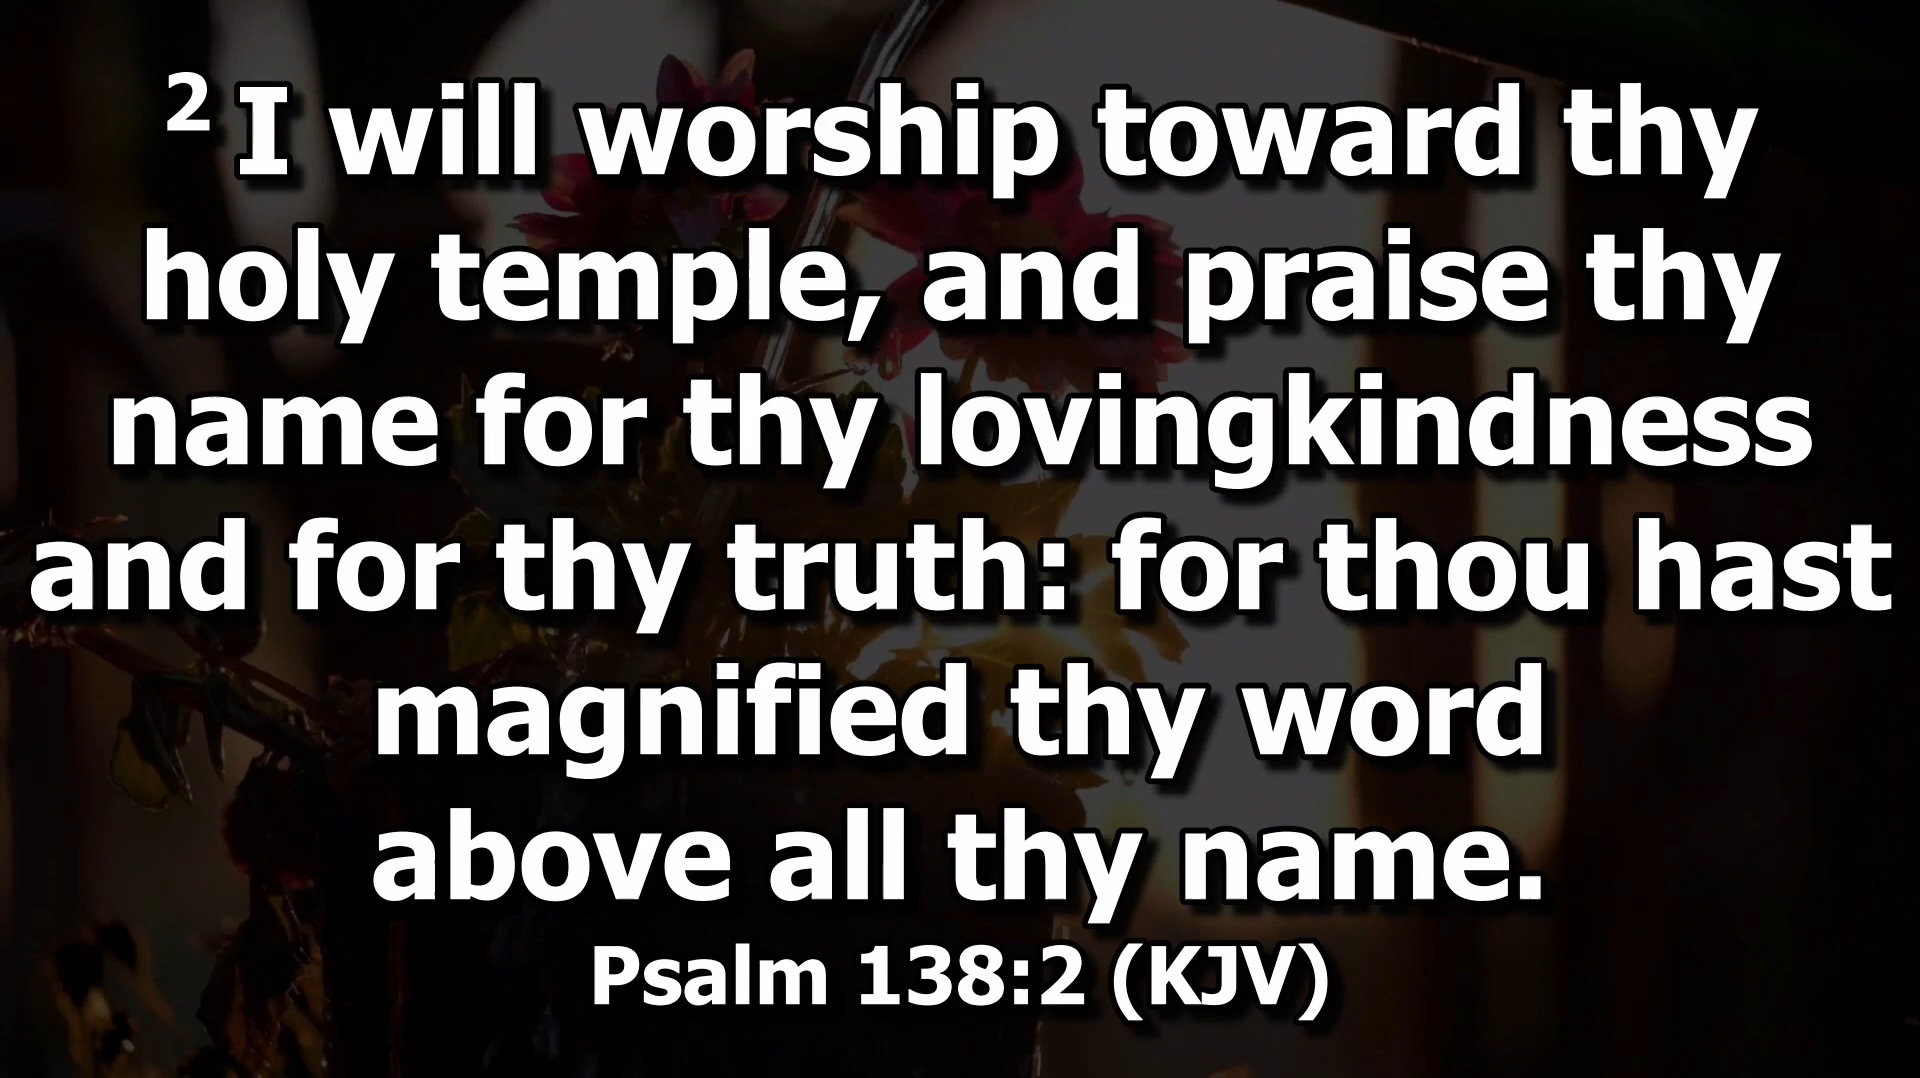 2 I will worship toward thy
holy temple, and praise thy
name for thy lovingkindness
and for thy truth: for thou hast
magnified thy word
above all thy name.
Psalm 138:2 (KJV)